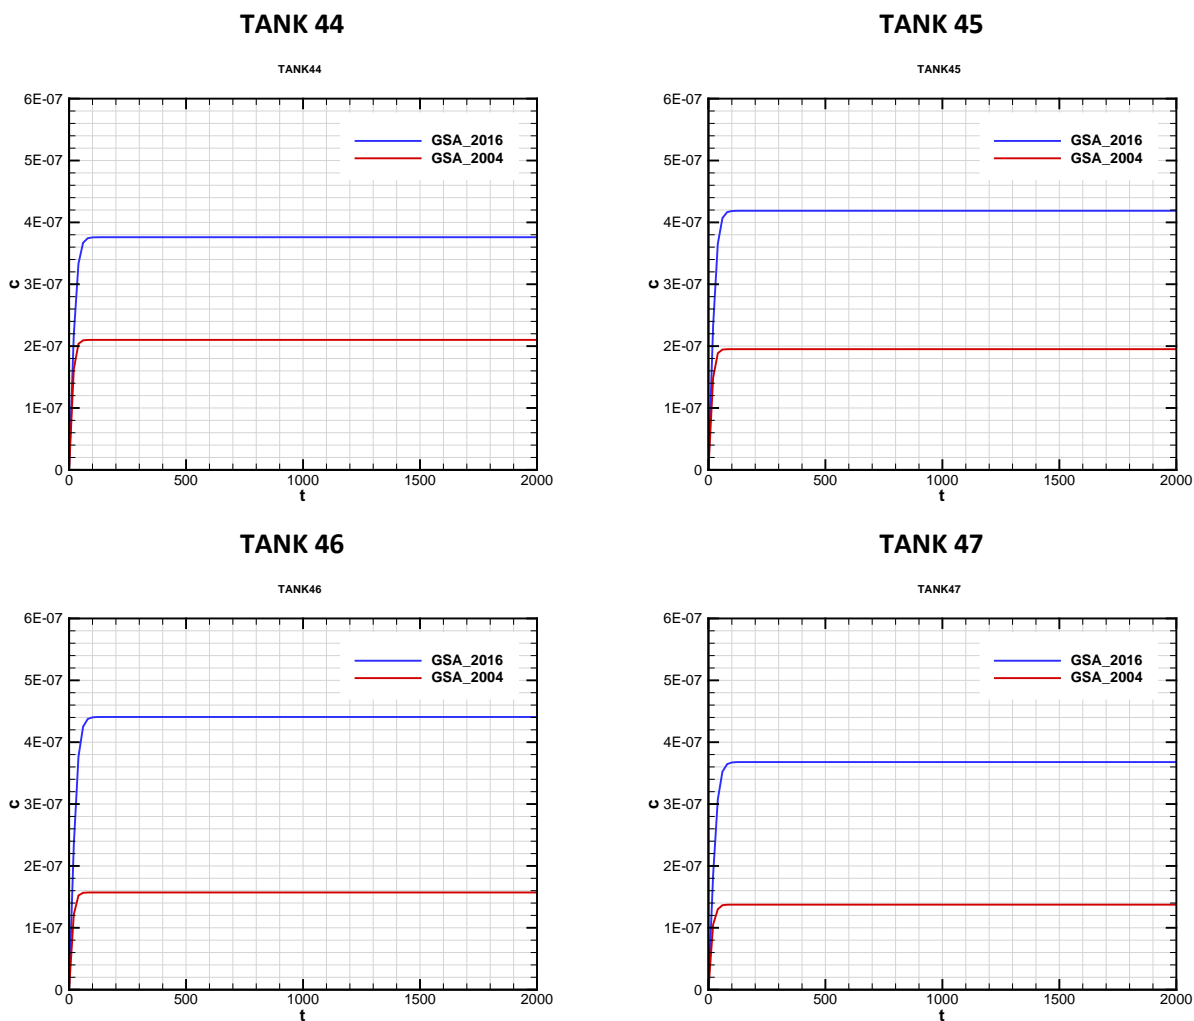 TANK 44
TANK44
6E-07
5E-07
4E-07
3E-07
2E-07
1E-07
0
c
GSA_2016
GSA_2004
0 500 1000 1500 2000
t
TANK 45
TANK45
6E-07
5E-07
4E-07
3E-07
2E-07
1E-07
0
c
GSA_2016
GSA_2004
0 500 1000 1500 2000
t
TANK 46
TANK46
6E-07
5E-07
4E-07
3E-07
2E-07
1E-07
0
c
GSA_2016
GSA_2004
0 500 1000 1500 2000
t
TANK 47
TANK47
6E-07
5E-07
4E-07
3E-07
2E-07
1E-07
0
c
GSA_2016
GSA_2004
0 500 1000 1500 2000
t